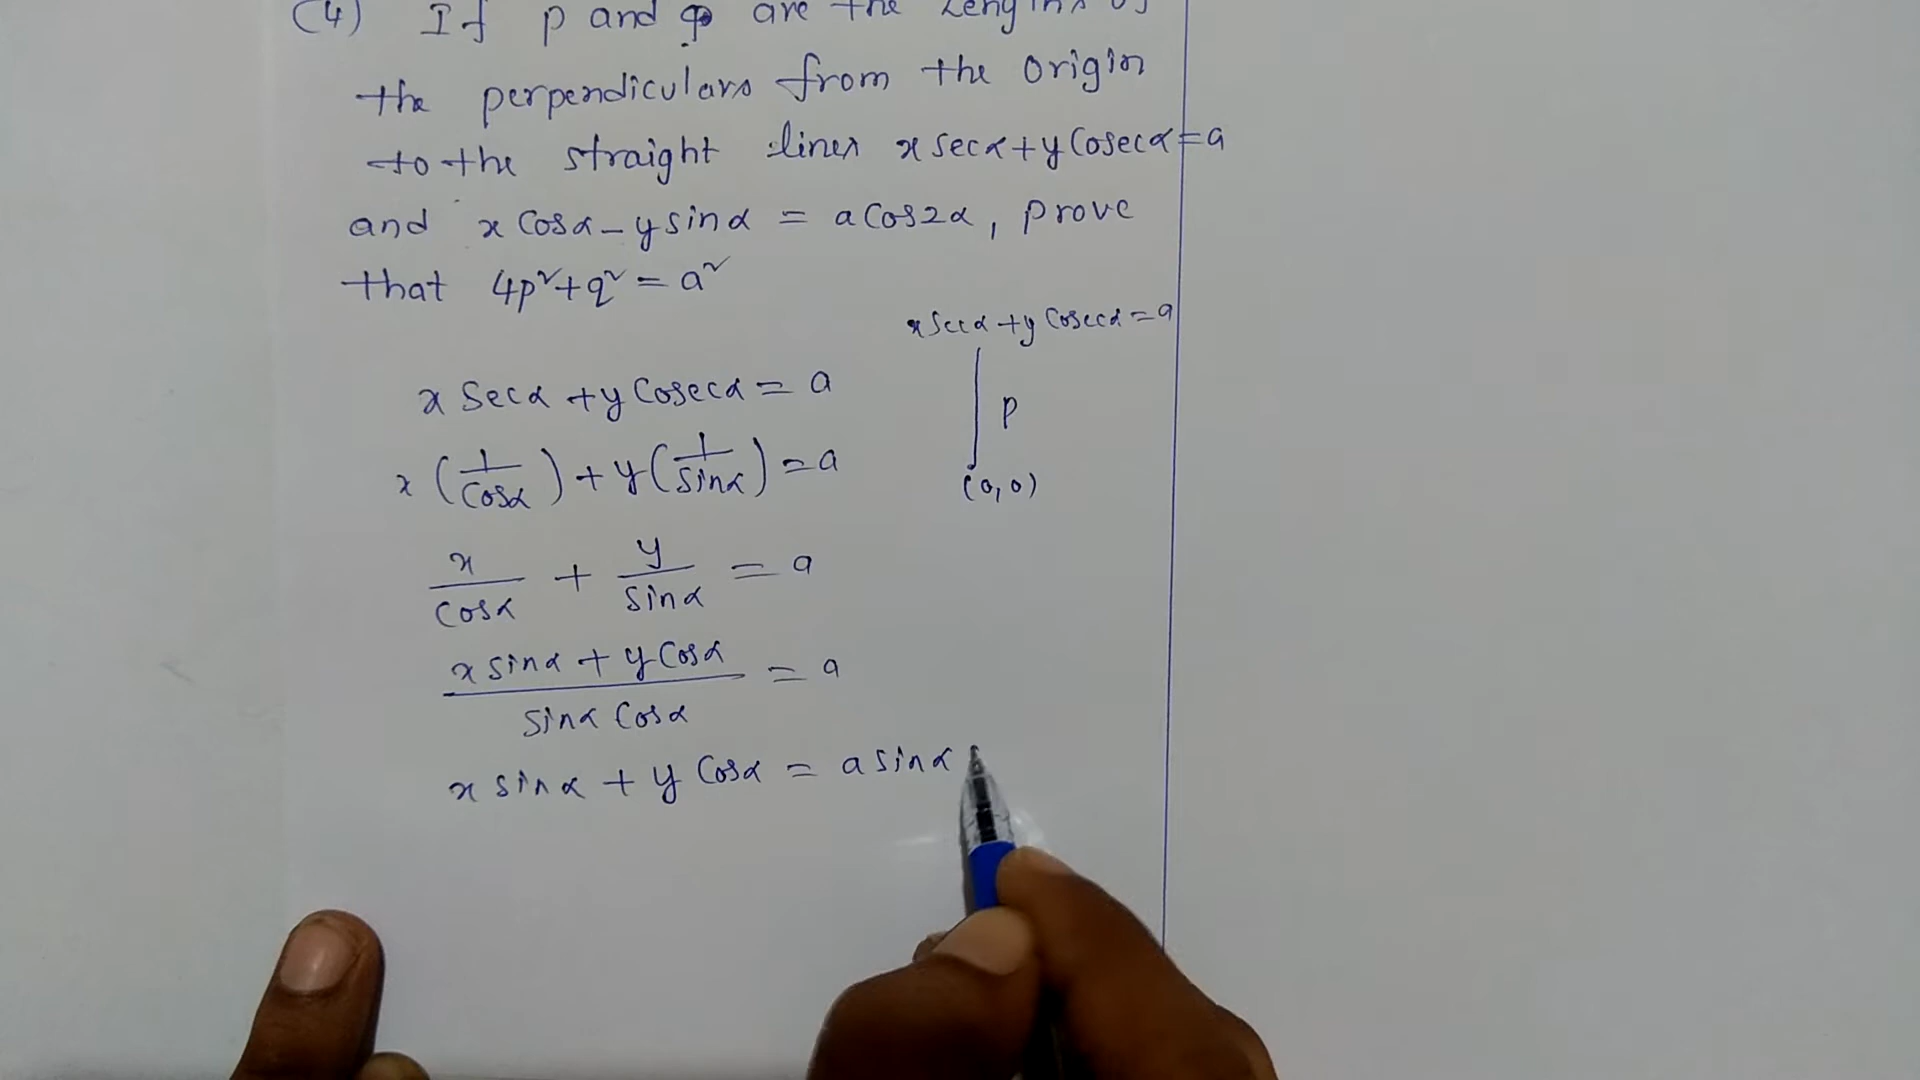 (4) If p and q are the lengths of
the perpendiculars from the origin
to the straight lines x secα + y cosecα = a
and x cosα - y sinα = a cos2α, prove
that 4p² + q² = a²
x secα + y cosecα = a
p
(0,0)
x secα + y cosecα = a
x (1/cosα) + y (1/sinα) = a
x/cosα + y/sinα = a
x sinα + y cosα / sinα cosα = a
x sinα + y cosα = a sinα